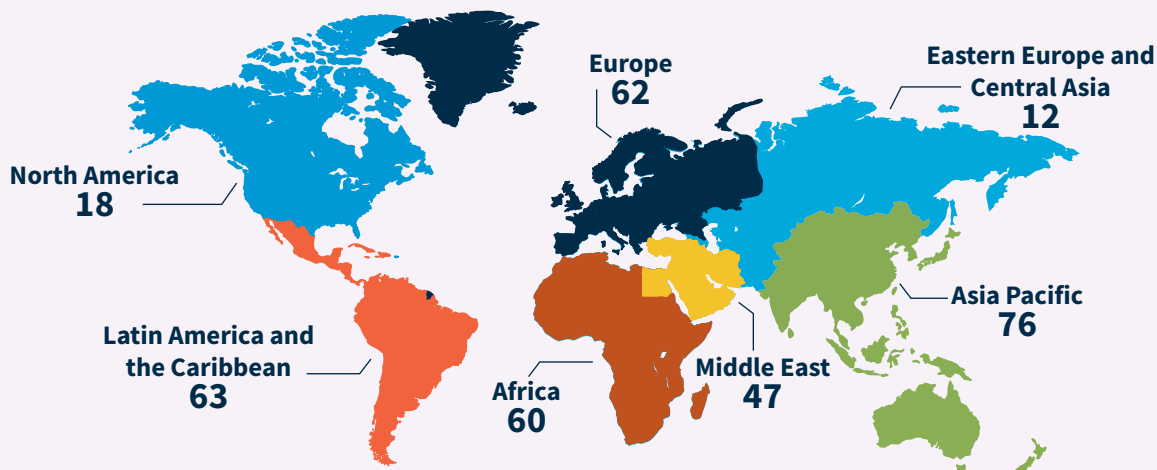 Europe
62
Eastern Europe and
Central Asia
12
North America
18
Asia Pacific
76
Latin America and
the Caribbean
63
Africa
60
Middle East
47